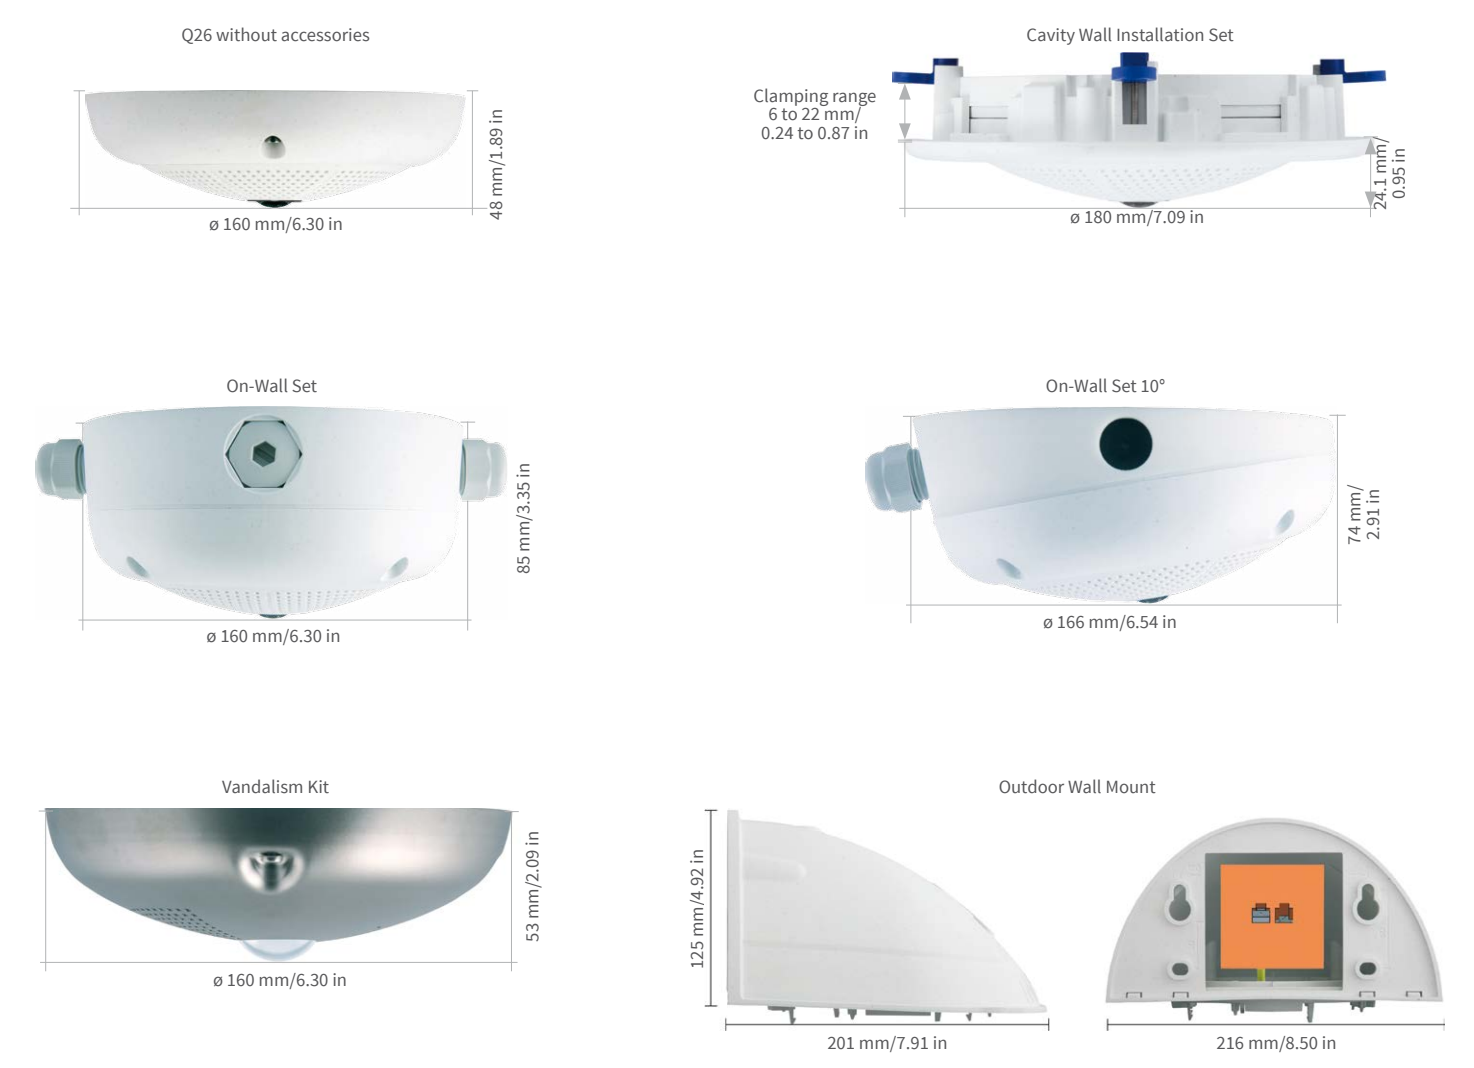 Q26 without accessories
48 mm/1.89 in
ø 160 mm/6.30 in
Cavity Wall Installation Set
Clamping range
6 to 22 mm/
0.24 to 0.87 in
24.1 mm/
0.95 in
ø 180 mm/7.09 in
On-Wall Set
85 mm/3.35 in
ø 160 mm/6.30 in
On-Wall Set 10°
74 mm/
2.91 in
ø 166 mm/6.54 in
Vandalism Kit
53 mm/2.09 in
ø 160 mm/6.30 in
Outdoor Wall Mount
125 mm/4.92 in
201 mm/7.91 in
216 mm/8.50 in